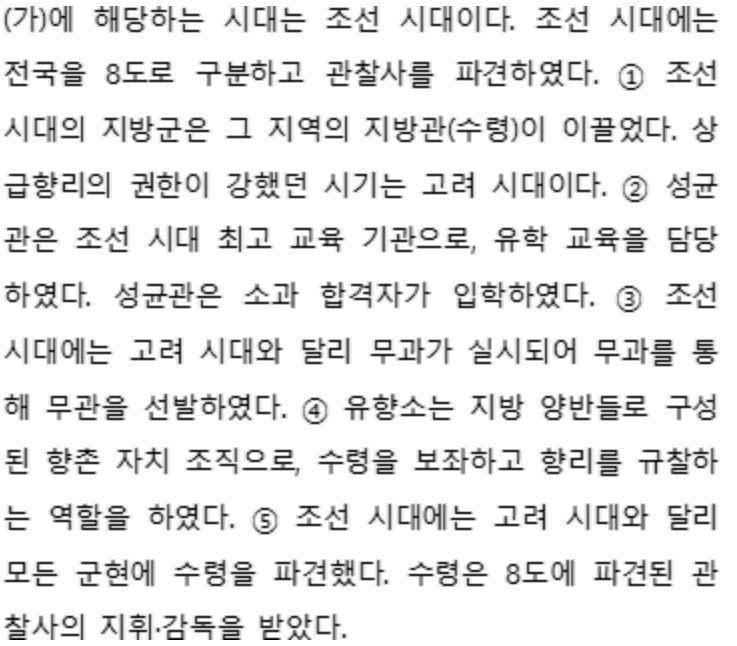 (가)에 해당하는 시대는 조선 시대이다. 조선 시대에는
전국을 8도로 구분하고 관찰사를 파견하였다. ① 조선
시대의 지방군은 그 지역의 지방관(수령)이 이끌었다. 상
급향리의 권한이 강했던 시기는 고려 시대이다. ② 성균
관은 조선 시대 최고 교육 기관으로, 유학 교육을 담당
하였다. 성균관은 소과 합격자가 입학하였다. ③ 조선
시대에는 고려 시대와 달리 무과가 실시되어 무과를 통
해 무관을 선발하였다. ④ 유향소는 지방 양반들로 구성
된 향촌 자치 조직으로, 수령을 보좌하고 향리를 규찰하
는 역할을 하였다. ⑤ 조선 시대에는 고려 시대와 달리
모든 군현에 수령을 파견했다. 수령은 8도에 파견된 관
찰사의 지휘·감독을 받았다.